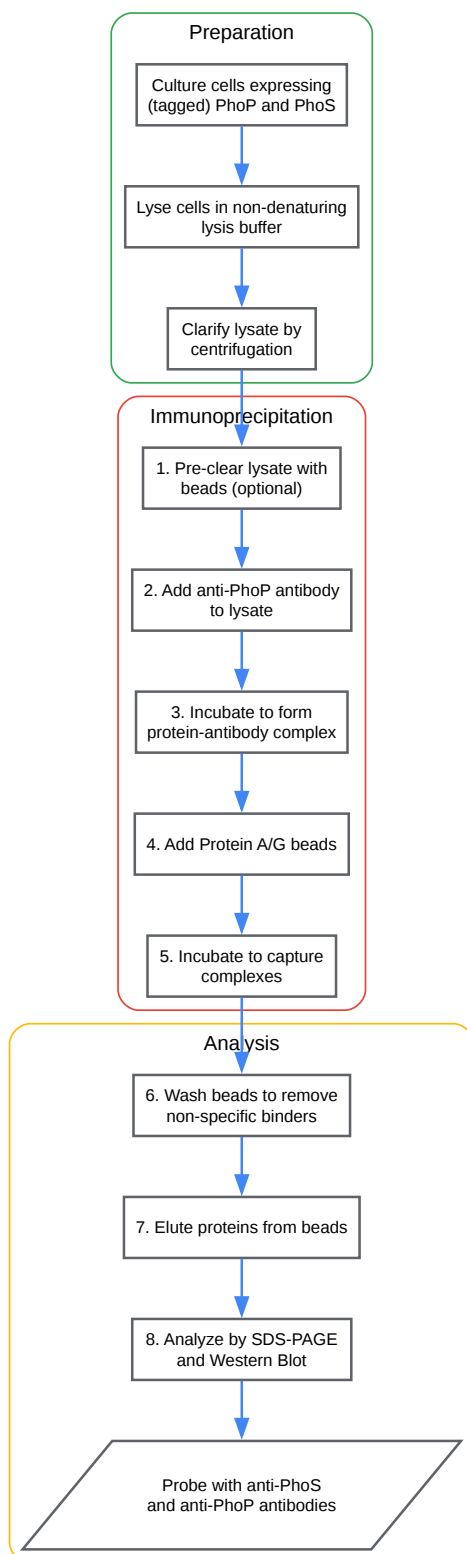 Preparation
Culture cells expressing
(tagged) PhoP and PhoS
Lyse cells in non-denaturing
lysis buffer
Clarify lysate by
centrifugation
Immunoprecipitation
1. Pre-clear lysate with
beads (optional)
2. Add anti-PhoP antibody
to lysate
3. Incubate to form
protein-antibody complex
4. Add Protein A/G beads
5. Incubate to capture
complexes
Analysis
6. Wash beads to remove
non-specific binders
7. Elute proteins from beads
8. Analyze by SDS-PAGE
and Western Blot
Probe with anti-PhoS
and anti-PhoP antibodies